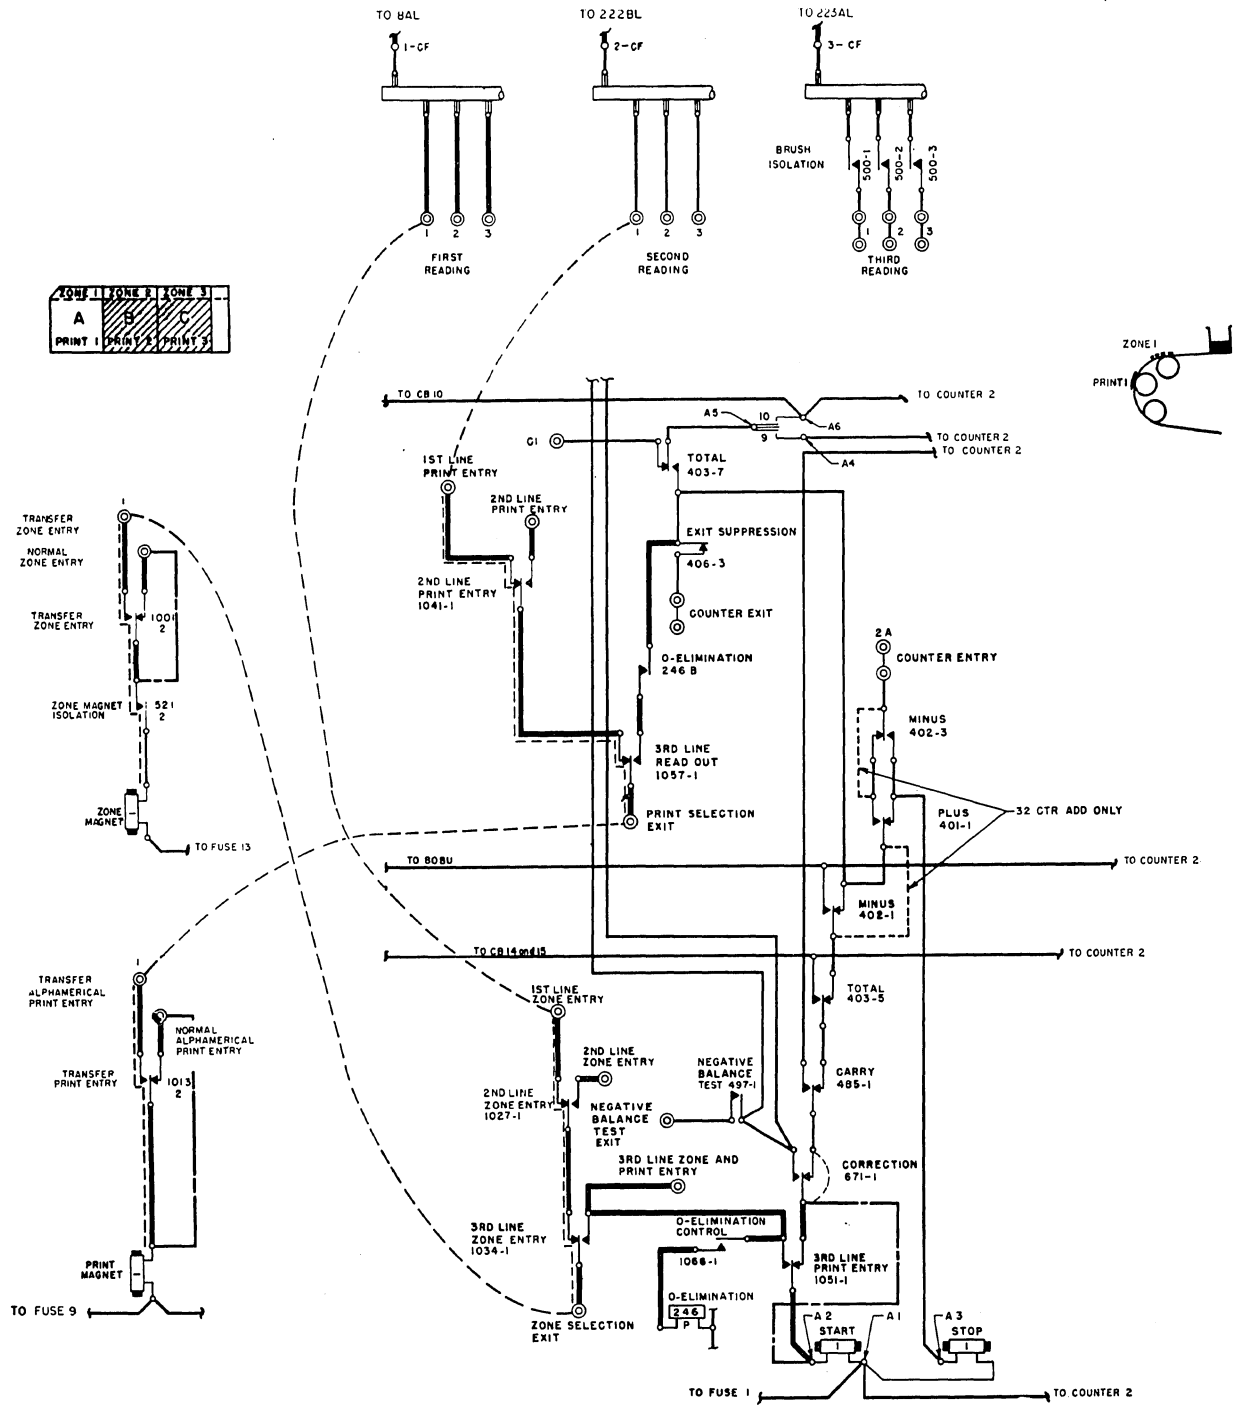 TO 8AL
TO 222BL
TO 223AL
1-CF
2-CF
3-CF
BRUSH
ISOLATION
500-1
500-2
500-3
1
2
3
1
2
3
1
2
3
FIRST
READING
SECOND
READING
THIRD
READING
ZONE 1 ZONE 2 ZONE 3
A B C
PRINT 1 PRINT 2 PRINT 3
ZONE 1
PRINT 1
TO CB 10
TO COUNTER 2
A5
10
9
A6
A4
TO COUNTER 2
TO COUNTER 2
G1
1ST LINE
PRINT ENTRY
TOTAL
403-7
2ND LINE
PRINT ENTRY
TRANSFER
ZONE ENTRY
NORMAL
ZONE ENTRY
EXIT SUPPRESSION
406-3
2ND LINE
PRINT ENTRY
1041-1
COUNTER EXIT
TRANSFER
ZONE ENTRY
1001
2
2A
COUNTER ENTRY
0-ELIMINATION
246 B
ZONE MAGNET
ISOLATION
521
2
MINUS
402-3
3RD LINE
READ OUT
1057-1
ZONE
MAGNET
1
PRINT SELECTION
EXIT
PLUS
401-1
32 CTR ADD ONLY
TO FUSE 13
TO BOBU
TO COUNTER 2
MINUS
402-1
TO CB 14 and 15
TO COUNTER 2
TRANSFER
ALPHAMERICAL
PRINT ENTRY
1ST LINE
ZONE ENTRY
TOTAL
403-5
NORMAL
ALPHAMERICAL
PRINT ENTRY
2ND LINE
ZONE ENTRY
NEGATIVE
BALANCE
TEST 497-1
CARRY
485-1
TRANSFER
PRINT ENTRY
1013
2
2ND LINE
ZONE ENTRY
1027-1
NEGATIVE
BALANCE
TEST
EXIT
3RD LINE ZONE AND
PRINT ENTRY
CORRECTION
671-1
3RD LINE
ZONE ENTRY
1034-1
0-ELIMINATION
CONTROL
1068-1
3RD LINE
PRINT ENTRY
1051-1
PRINT
MAGNET
1
0-ELIMINATION
246
P
TO FUSE 9
ZONE SELECTION
EXIT
A2
START
1
A1
A3
STOP
1
TO FUSE 1
TO COUNTER 2